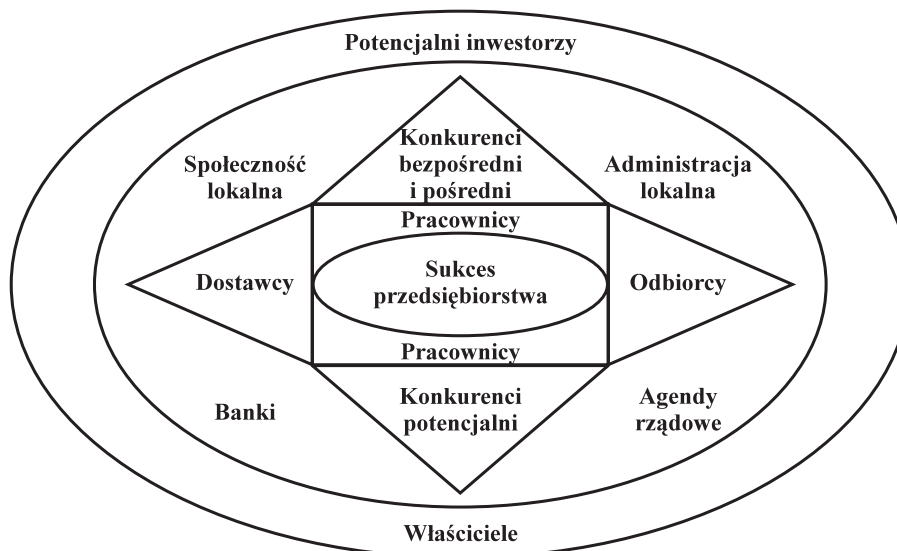 Potencjalni inwestorzy
Społeczność
lokalna
Konkurenci
bezpośredni
i pośredni
Administracja
lokalna
Pracownicy
Dostawcy
Sukces
przedsiębiorstwa
Odbiorcy
Pracownicy
Banki
Konkurenci
potencjalni
Agendy
rządowe
Właściciele